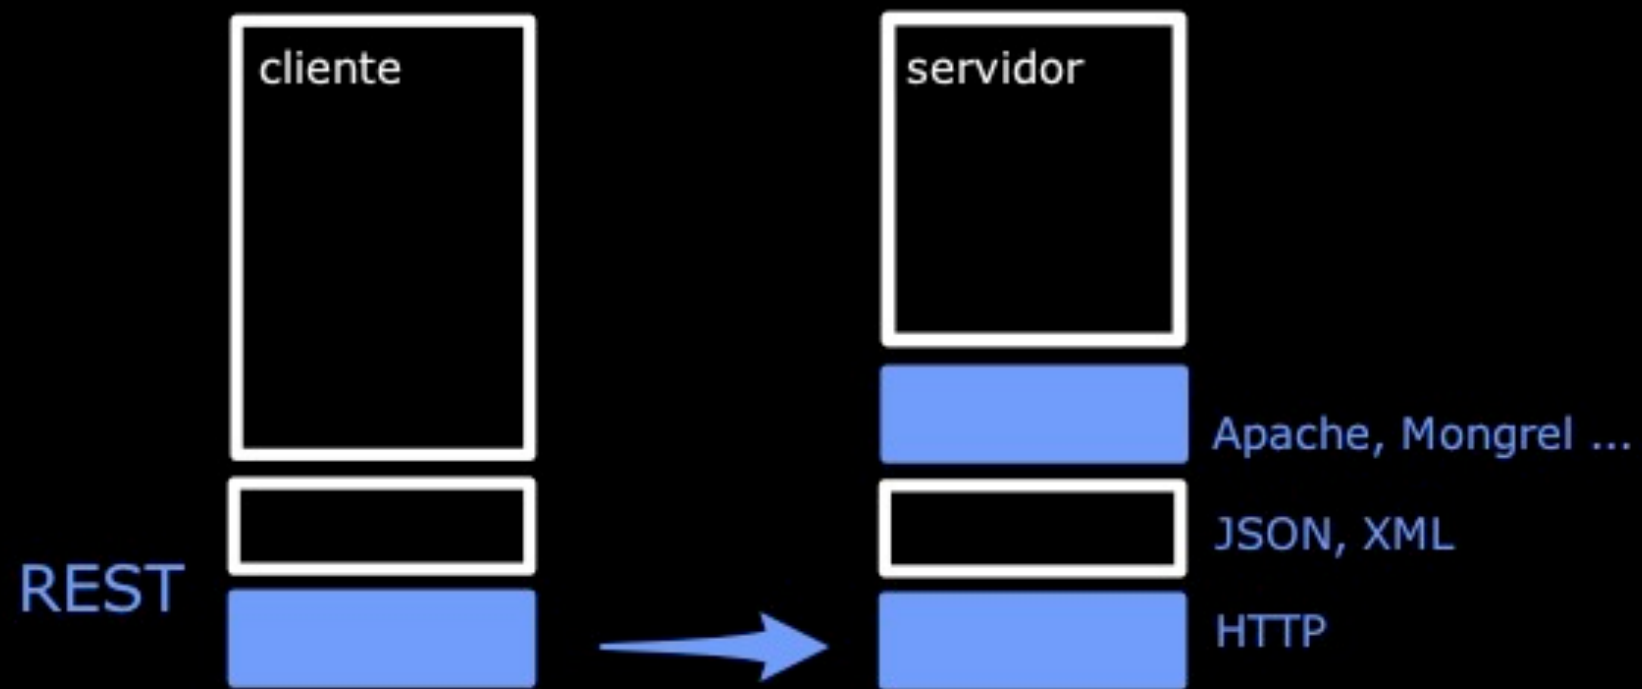 cliente
servidor
Apache, Mongrel ...
JSON, XML
REST
HTTP